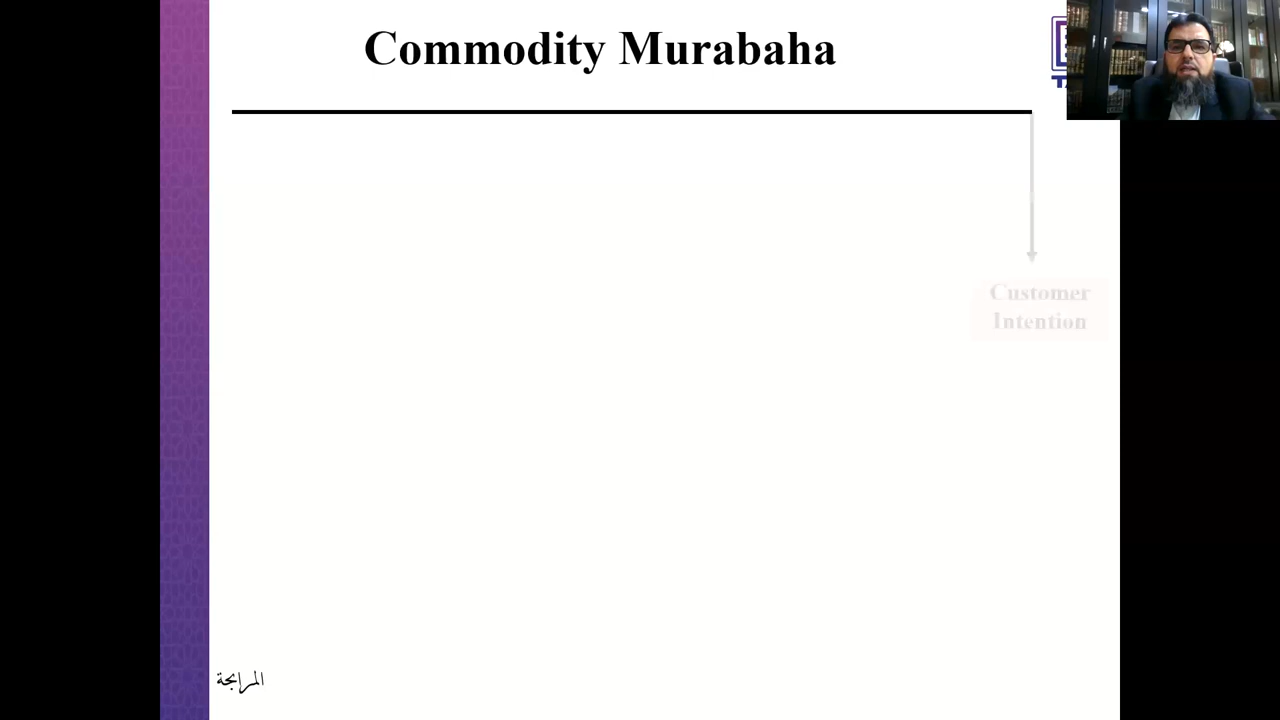 Commodity Murabaha
Customer
Intention
المرابحة